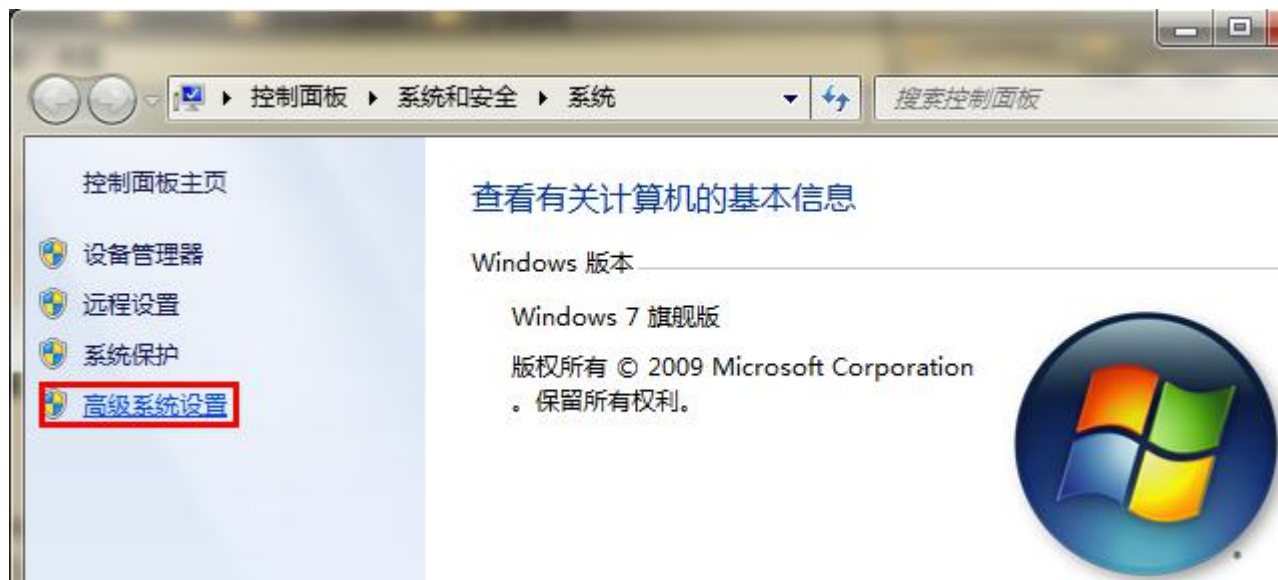 控制面板 系统和安全 系统
搜索控制面板
控制面板主页
设备管理器
远程设置
系统保护
高级系统设置
查看有关计算机的基本信息
Windows 版本
Windows 7 旗舰版
版权所有 © 2009 Microsoft Corporation
。保留所有权利。